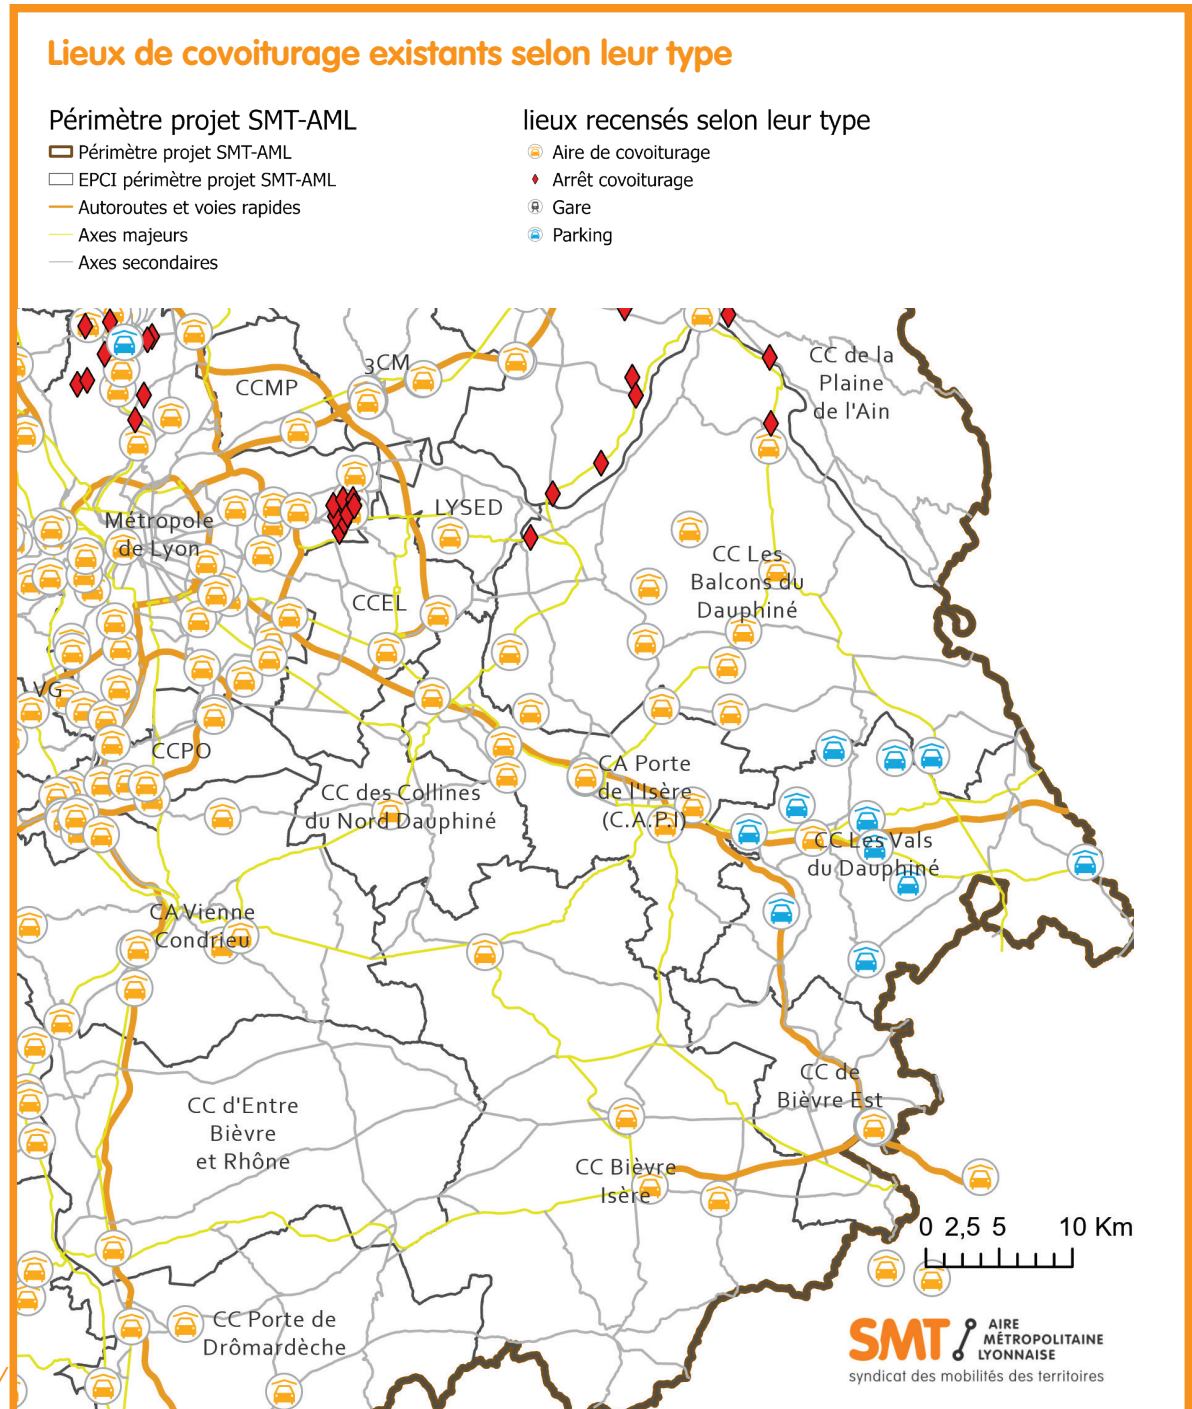 Lieux de covoiturage existants selon leur type
Périmètre projet SMT-AML
Périmètre projet SMT-AML
EPCI périmètre projet SMT-AML
Autoroutes et voies rapides
Axes majeurs
Axes secondaires
lieux recensés selon leur type
Aire de covoiturage
Arrêt covoiturage
Gare
Parking
3CM
CCMP
CC de la
Plaine
de l'Ain
LYSED
Métropole
de Lyon
CC Les
Balcons du
Dauphiné
CCEL
VG
CCPO
CA Porte
de l'Isère
(C.A.P.I)
CC des Collines
du Nord Dauphiné
CC Les Vals
du Dauphiné
CA Vienne
Condrieu
CC de
Bièvre Est
CC d'Entre
Bièvre
et Rhône
CC Bièvre
Isère
0 2,5 5 10 Km
CC Porte de
Drômardèche
SMT
AIRE
MÉTROPOLITAINE
LYONNAISE
syndicat des mobilités des territoires